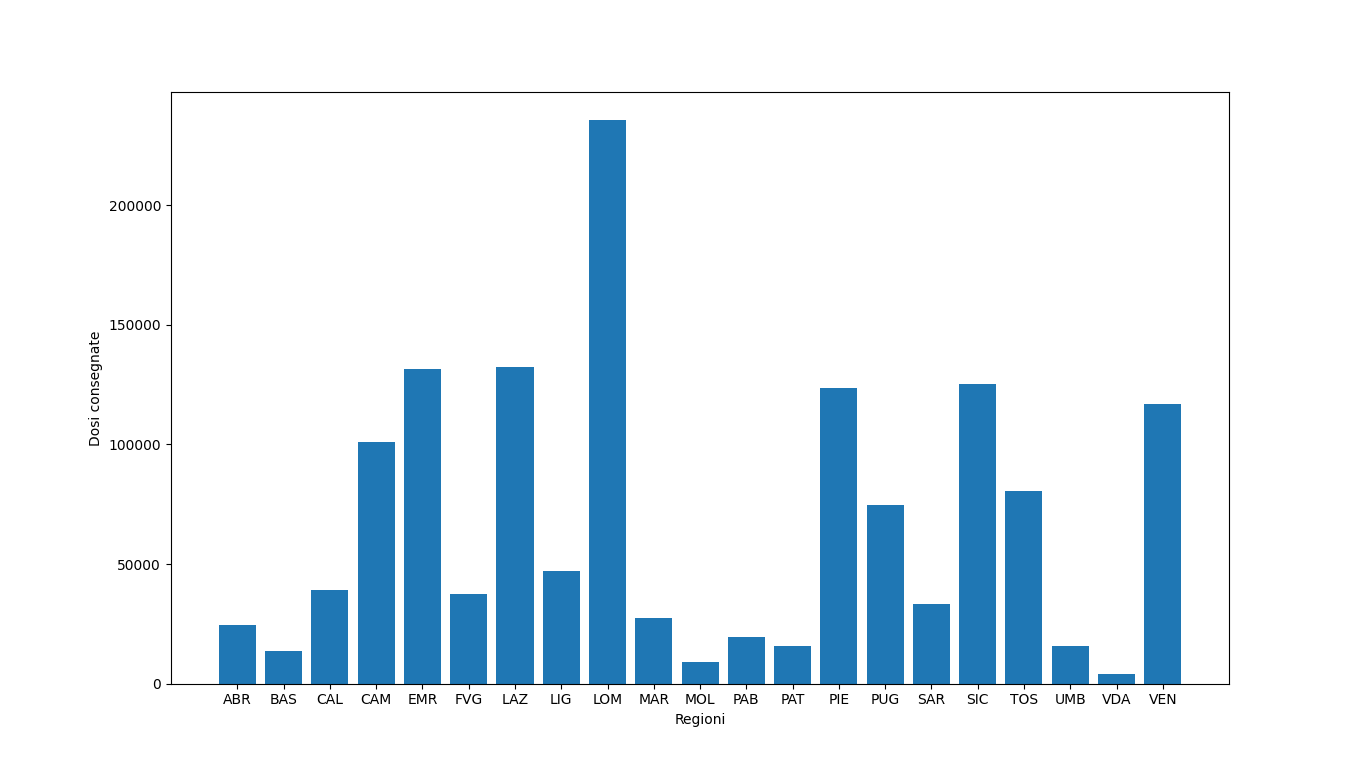 Dosi consegnate
200000
150000
100000
50000
0
ABR BAS CAL CAM EMR FVG LAZ LIG LOM MAR MOL PAB PAT PIE PUG SAR SIC TOS UMB VDA VEN
Regioni